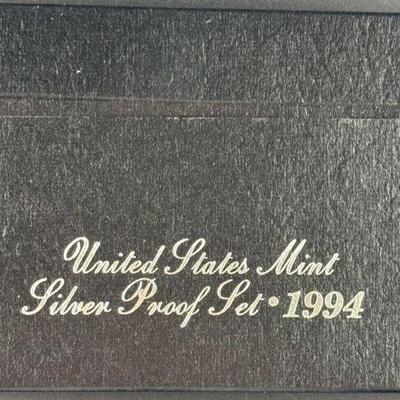 United States Mint
Silver Proof Set • 1994